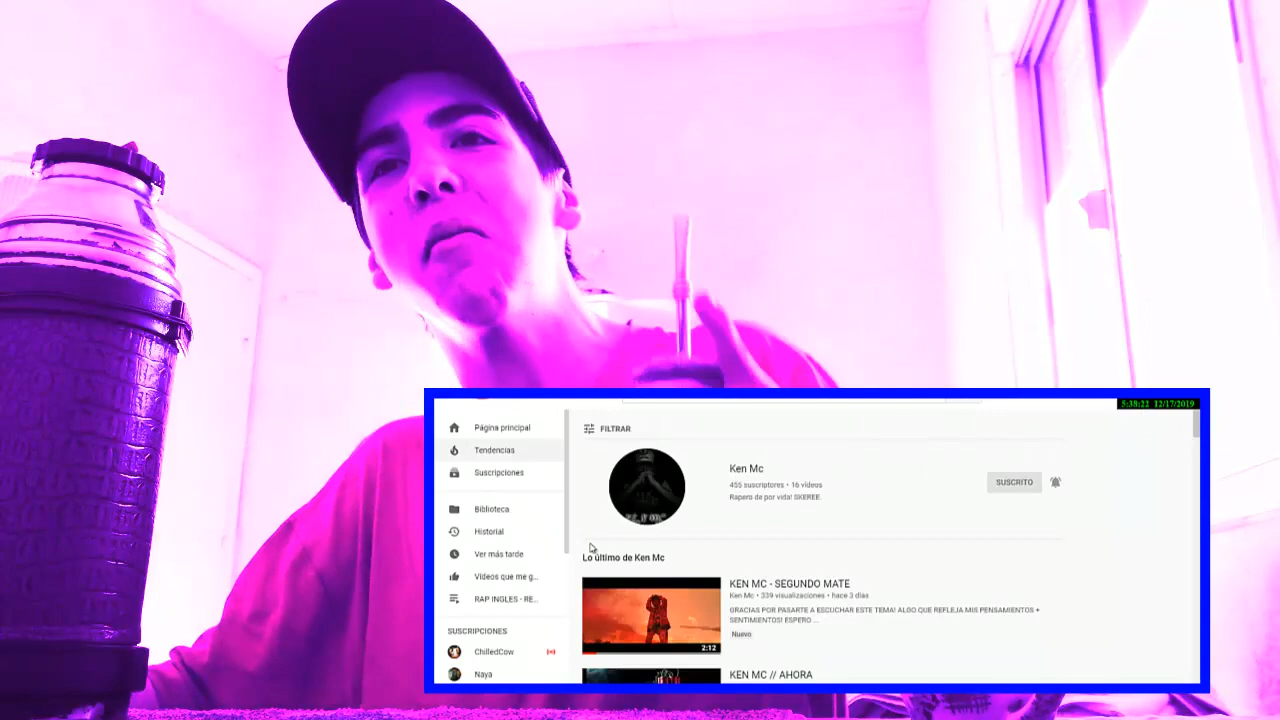 5:38:22 12/17/2019
Página principal
Tendencias
Suscripciones
Biblioteca
Historial
Ver más tarde
Vídeos que me g...
RAP INGLES - RE...
SUSCRIPCIONES
ChilledCow
Naya
FILTRAR
Ken Mc
455 suscriptores • 16 vídeos
Rapero de por vida! SKEREE.
SUSCRITO
Lo último de Ken Mc
2:12
KEN MC - SEGUNDO MATE
Ken Mc • 339 visualizaciones • hace 3 días
GRACIAS POR PASARTE A ESCUCHAR ESTE TEMA! ALGO QUE REFLEJA MIS PENSAMIENTOS +
SENTIMIENTOS! ESPERO ...
Nuevo
KEN MC // AHORA